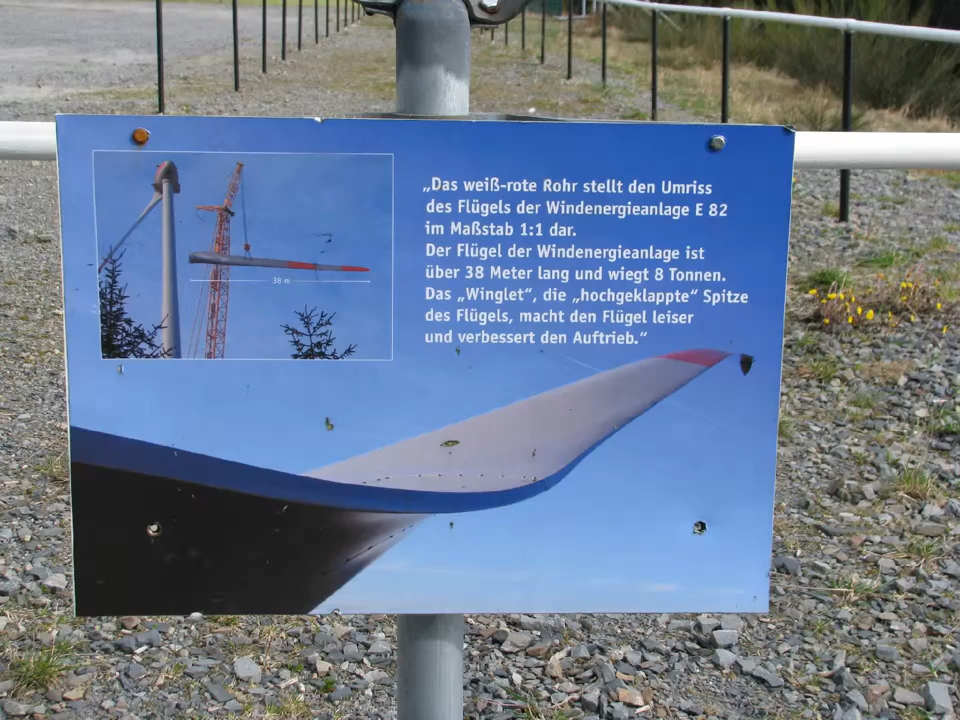 „Das weiß-rote Rohr stellt den Umriss
des Flügels der Windenergieanlage E 82
im Maßstab 1:1 dar.
Der Flügel der Windenergieanlage ist
über 38 Meter lang und wiegt 8 Tonnen.
Das „Winglet“, die „hochgeklappte“ Spitze
des Flügels, macht den Flügel leiser
und verbessert den Auftrieb.“
38 m